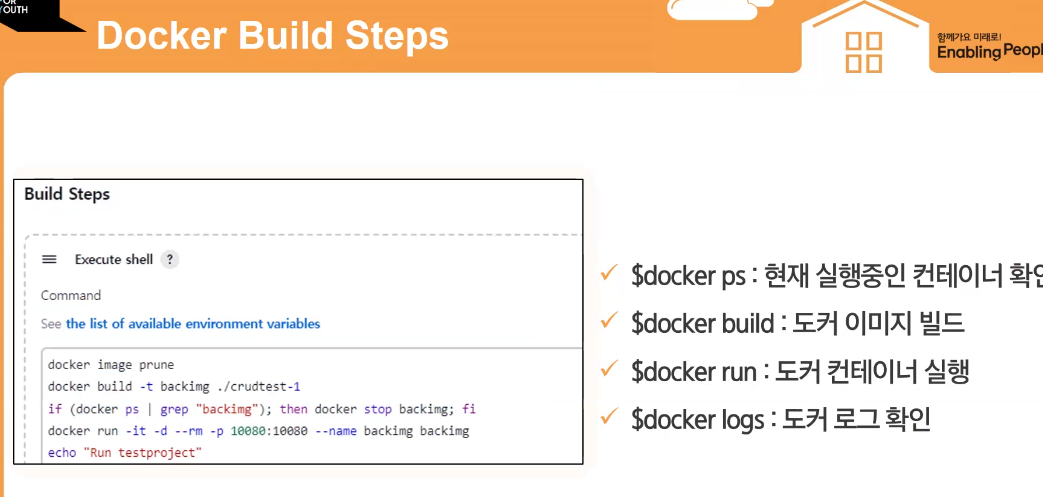 OUTH
Docker Build Steps
함께가요 미래로!
Enabling Peopl
Build Steps
Execute shell ?
Command
See the list of available environment variables
docker image prune
docker build -t backimg ./crudtest-1
if (docker ps | grep "backimg"); then docker stop backimg; fi
docker run -it -d --rm -p 10080:10080 --name backimg backimg
echo "Run testproject"
$docker ps : 현재 실행중인 컨테이너 확인
$docker build : 도커 이미지 빌드
$docker run : 도커 컨테이너 실행
$docker logs : 도커 로그 확인